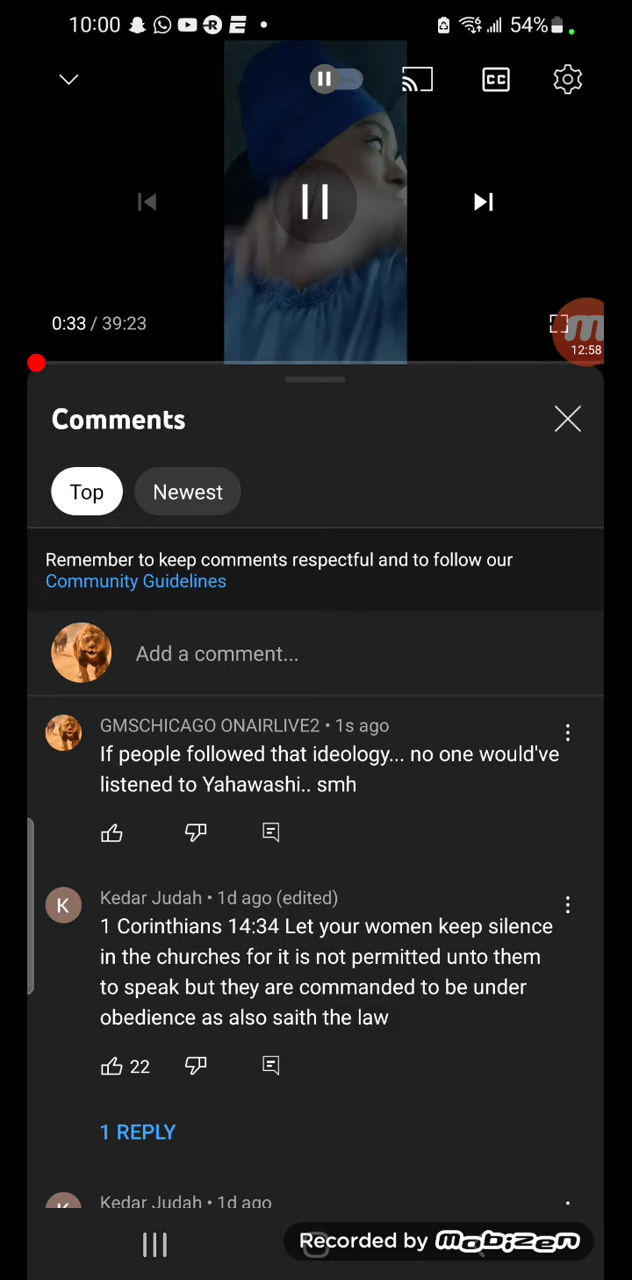 10:00
54%
CC
0:33 / 39:23
12:58
Comments
Top
Newest
Remember to keep comments respectful and to follow our
Community Guidelines
Add a comment...
GMSCHICAGO ONAIRLIVE2 • 1s ago
If people followed that ideology... no one would've
listened to Yahawashi.. smh
K
Kedar Judah • 1d ago (edited)
1 Corinthians 14:34 Let your women keep silence
in the churches for it is not permitted unto them
to speak but they are commanded to be under
obedience as also saith the law
22
1 REPLY
Kedar Judah • 1d ago
Recorded by mobizen